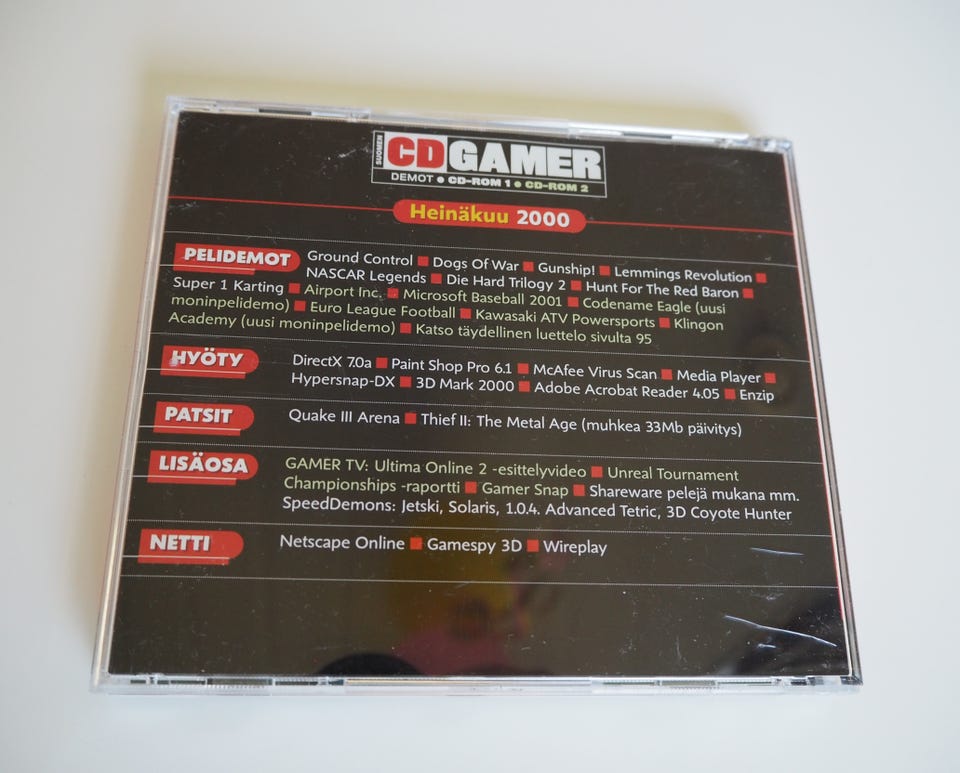 SUOMEN CDGAMER
DEMOT ● CD-ROM 1 ● CD-ROM 2
Heinäkuu 2000
PELIDEMOT Ground Control ■ Dogs Of War ■ Gunship! ■ Lemmings Revolution ■
NASCAR Legends ■ Die Hard Trilogy 2 ■ Hunt For The Red Baron ■
Super 1 Karting ■ Airport Inc. ■ Microsoft Baseball 2001 ■ Codename Eagle (uusi
moninpelidemo) ■ Euro League Football ■ Kawasaki ATV Powersports ■ Klingon
Academy (uusi moninpelidemo) ■ Katso täydellinen luettelo sivulta 95
HYÖTY DirectX 7.0a ■ Paint Shop Pro 6.1 ■ McAfee Virus Scan ■ Media Player ■
Hypersnap-DX ■ 3D Mark 2000 ■ Adobe Acrobat Reader 4.05 ■ Enzip
PATSIT Quake III Arena ■ Thief II: The Metal Age (muhkea 33Mb päivitys)
LISÄOSA GAMER TV: Ultima Online 2 -esittelyvideo ■ Unreal Tournament
Championships -raportti ■ Gamer Snap ■ Shareware pelejä mukana mm.
SpeedDemons: Jetski, Solaris, 1.0.4. Advanced Tetric, 3D Coyote Hunter
NETTI Netscape Online ■ Gamespy 3D ■ Wireplay